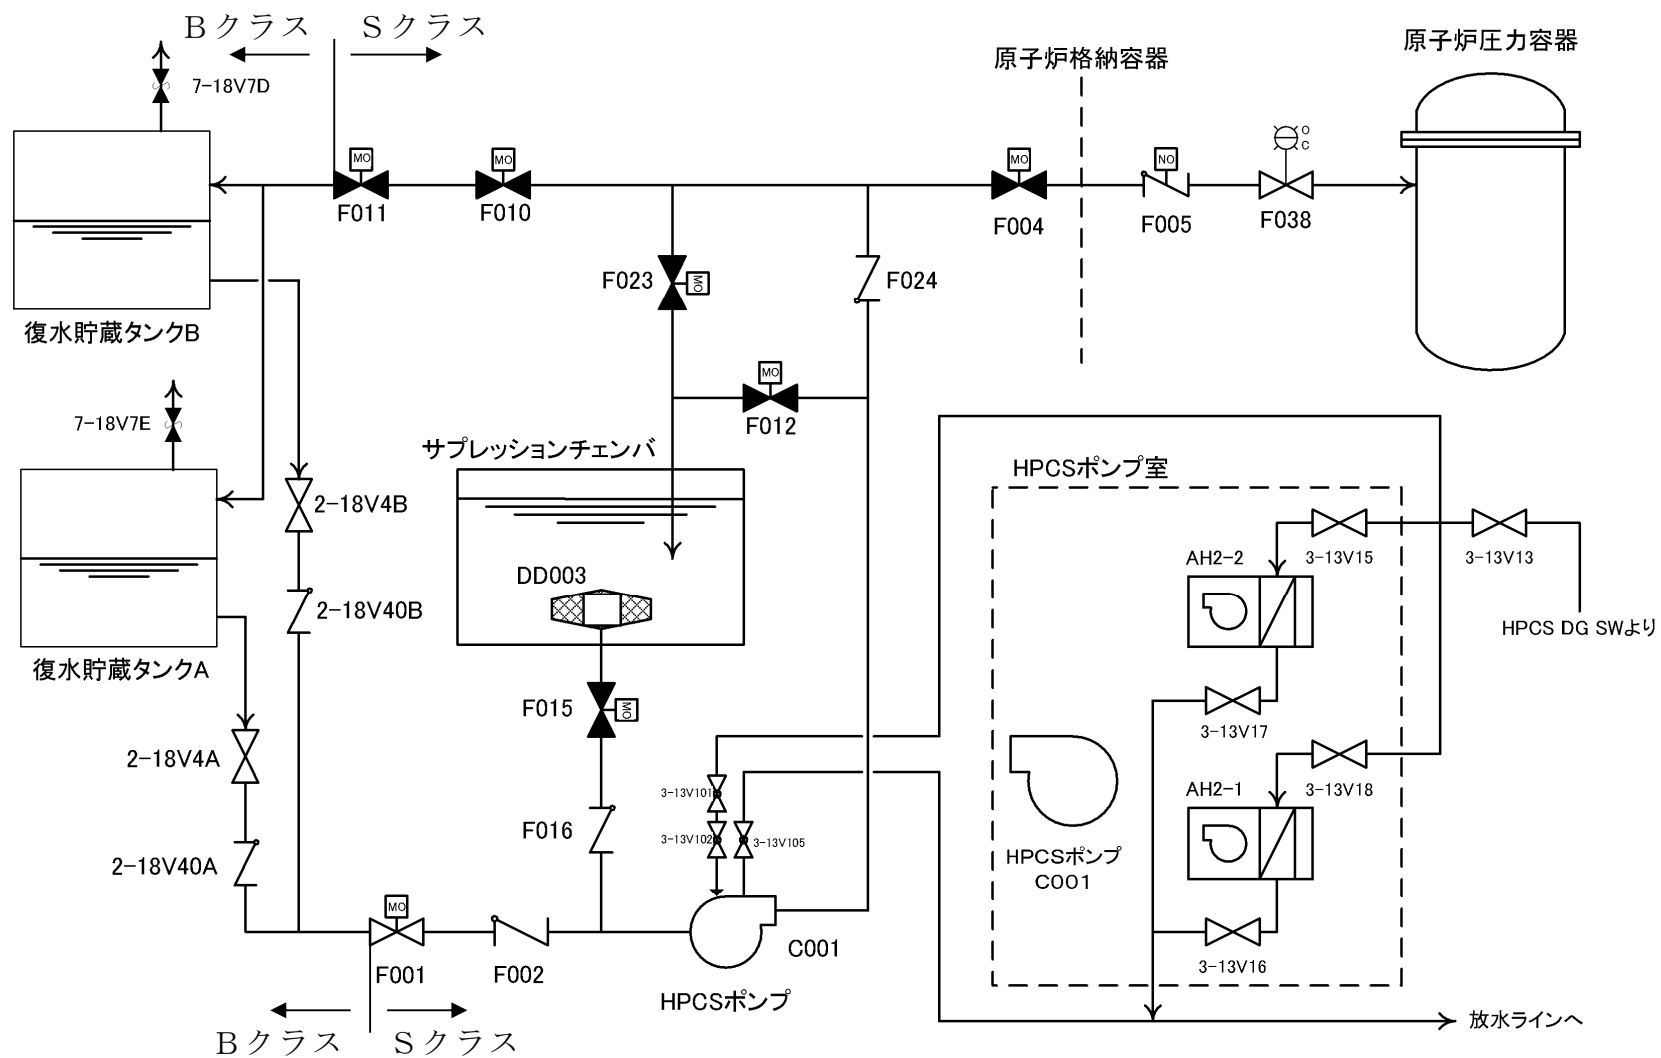 Bクラス
Sクラス
原子炉格納容器
原子炉圧力容器
7-18V7D
MO
F011
MO
F010
MO
F004
NO
F005
O
C
F038
F023
MO
F024
復水貯蔵タンクB
7-18V7E
MO
F012
サプレッションチェンバ
HPCSポンプ室
2-18V4B
3-13V15
3-13V13
AH2-2
DD003
2-18V40B
HPCS DG SWより
復水貯蔵タンクA
F015
MO
3-13V17
2-18V4A
3-13V101
3-13V18
AH2-1
F016
3-13V102
3-13V105
2-18V40A
HPCSポンプ
C001
MO
F001
F002
C001
3-13V16
HPCSポンプ
Bクラス
Sクラス
放水ラインへ